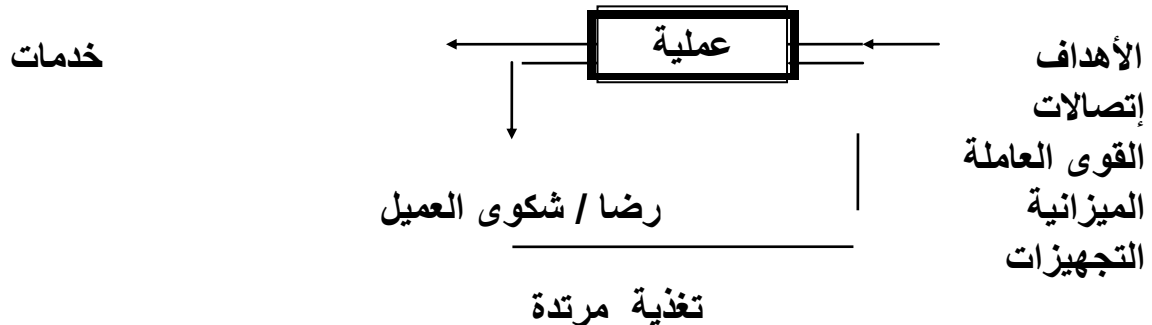 عملية
الأهداف
خدمات
إتصالات
القوى العاملة
الميزانية
رضا / شكوى العميل
التجهيزات
تغذية مرتدة